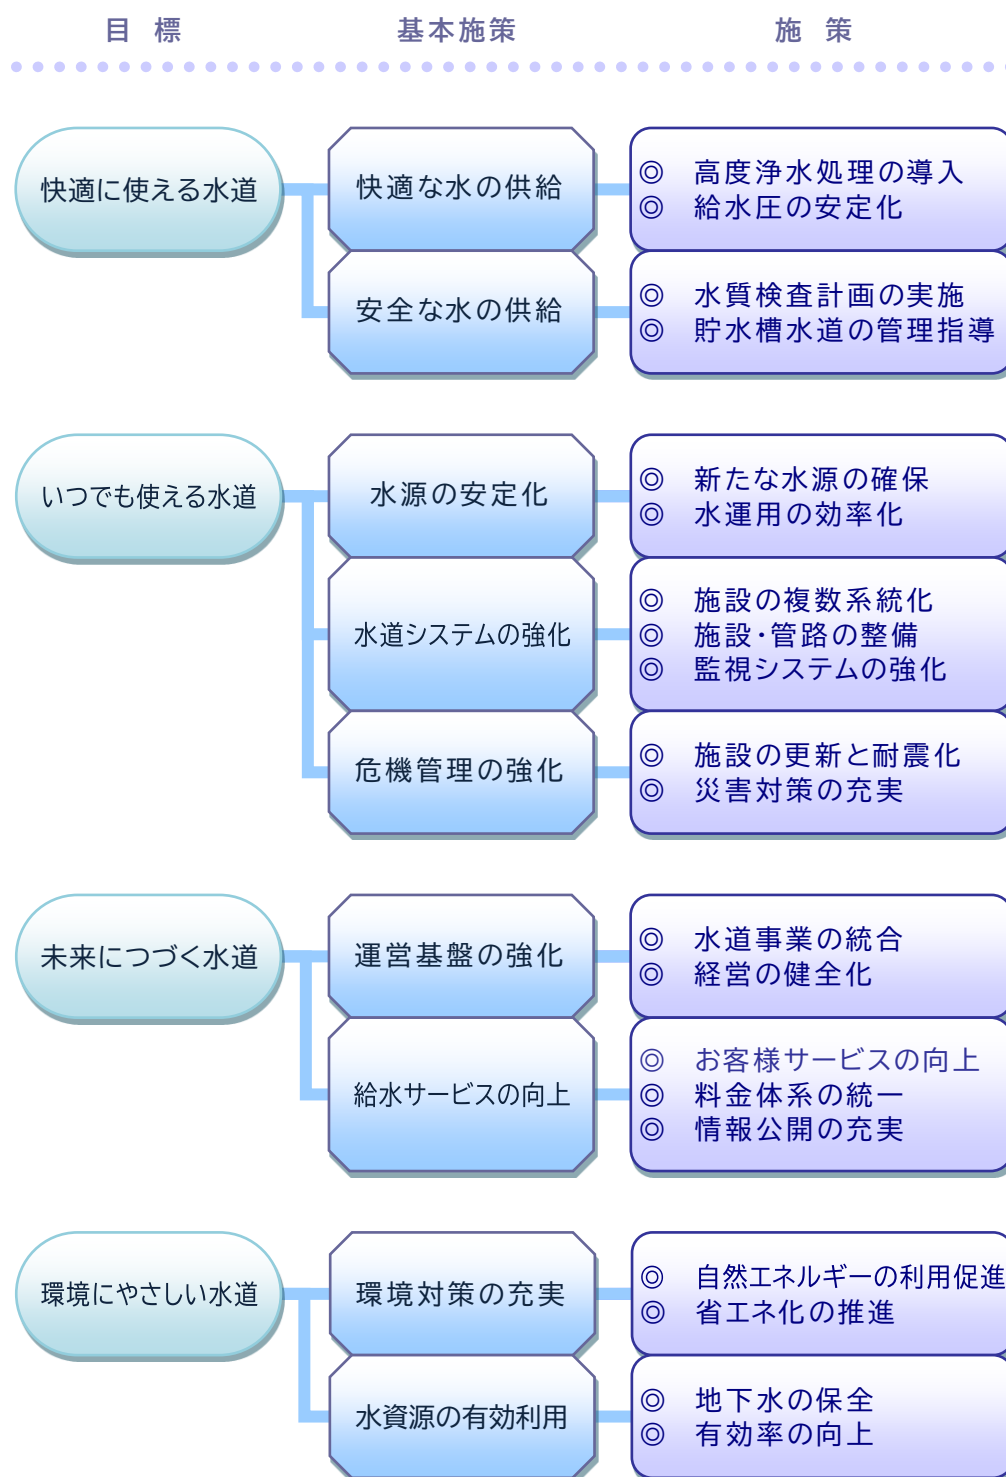 目 標 基本施策 施 策
快適に使える水道
快適な水の供給
◎ 高度浄水処理の導入
◎ 給水圧の安定化
安全な水の供給
◎ 水質検査計画の実施
◎ 貯水槽水道の管理指導
いつでも使える水道
水源の安定化
◎ 新たな水源の確保
◎ 水運用の効率化
水道システムの強化
◎ 施設の複数系統化
◎ 施設・管路の整備
◎ 監視システムの強化
危機管理の強化
◎ 施設の更新と耐震化
◎ 災害対策の充実
未来につづく水道
運営基盤の強化
◎ 水道事業の統合
◎ 経営の健全化
給水サービスの向上
◎ お客様サービスの向上
◎ 料金体系の統一
◎ 情報公開の充実
環境にやさしい水道
環境対策の充実
◎ 自然エネルギーの利用促進
◎ 省エネ化の推進
水資源の有効利用
◎ 地下水の保全
◎ 有効率の向上